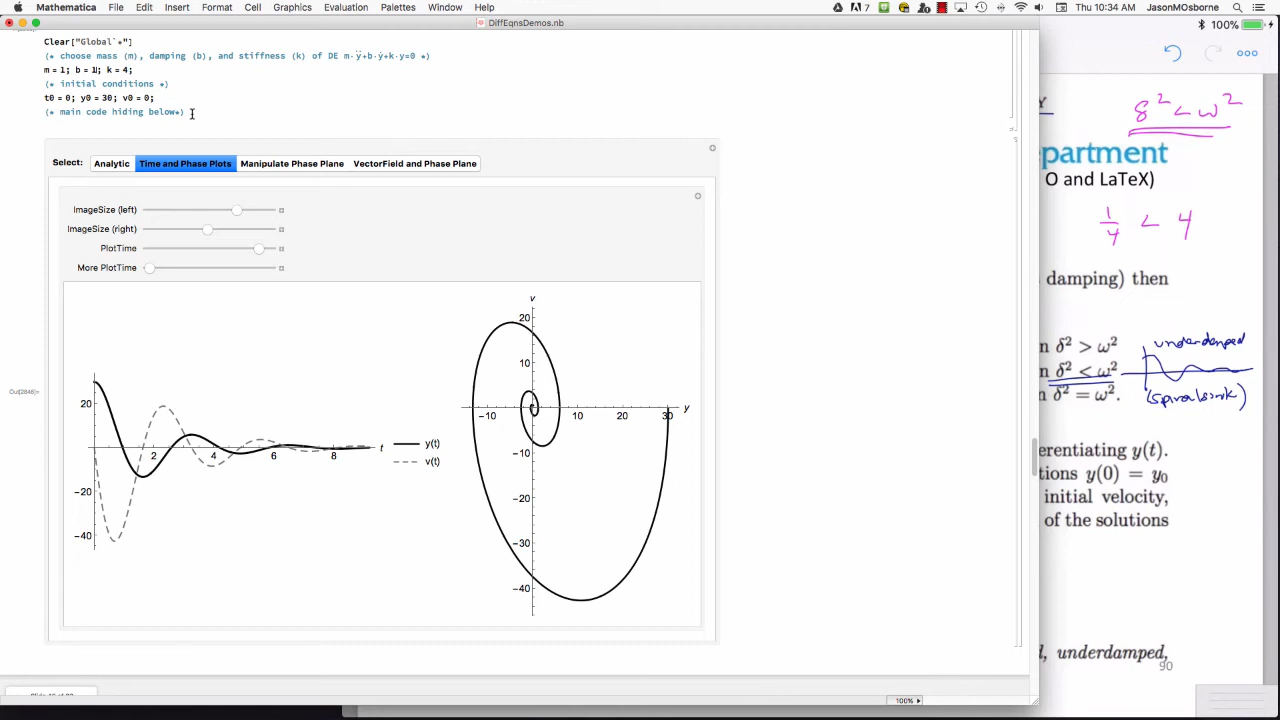 Mathematica File Edit Insert Format Cell Graphics Evaluation Palettes Window Help
7 Thu 10:34 AM JasonMOsborne
DiffEqnsDemos.nb
100%
Clear["Global`*"]
(* choose mass (m), damping (b), and stiffness (k) of DE m·ÿ+b·ẏ+k·y=0 *)
m = 1; b = 1; k = 4;
(* initial conditions *)
t0 = 0; y0 = 30; v0 = 0;
(* main code hiding below*)
Select: Analytic Time and Phase Plots Manipulate Phase Plane VectorField and Phase Plane
ImageSize (left)
ImageSize (right)
PlotTime
More PlotTime
Out[2846]=
20
-20
-40
2 4 6 8 t
y(t)
v(t)
v
20
10
-10
-20
-30
-40
-10 10 20 30 y
100%
Y
δ² < ω²
partment
O and LaTeX)
1/4 < 4
damping) then
n δ² > ω²
n δ² < ω²
n δ² = ω².
underdamped
(spiral sink)
erentiating y(t).
tions y(0) = y₀
initial velocity,
of the solutions
d, underdamped,
90